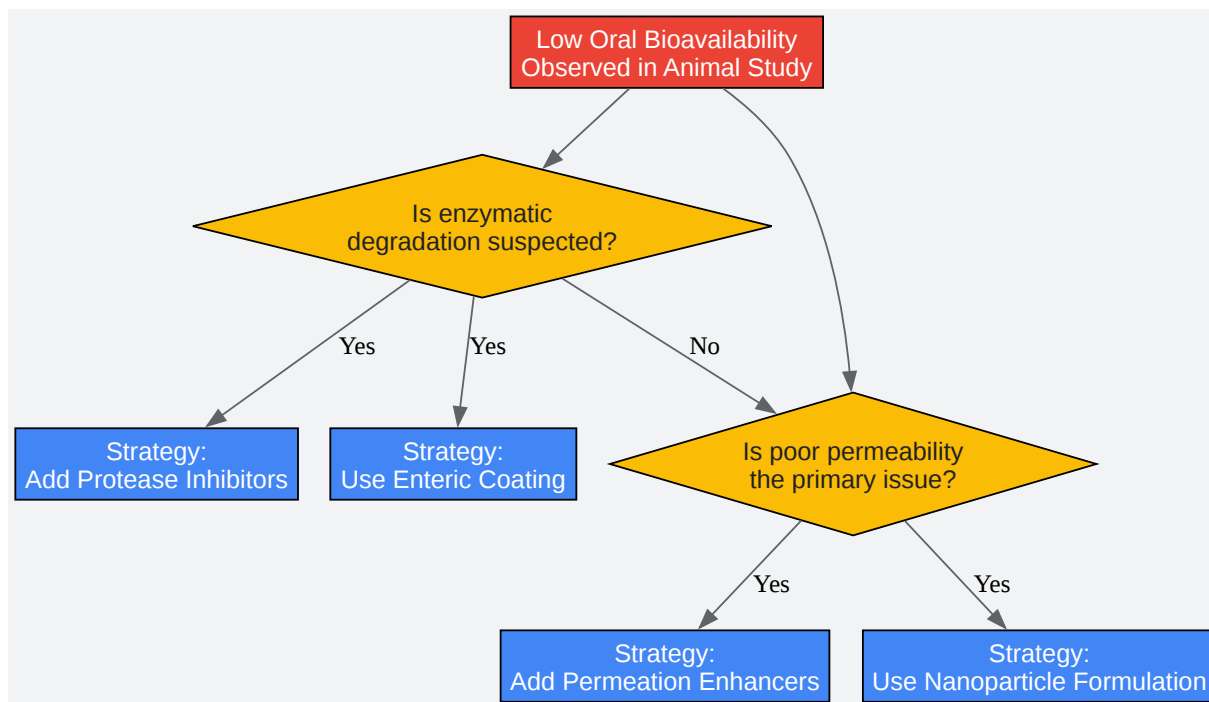 Low Oral Bioavailability
Observed in Animal Study
Is enzymatic
degradation suspected?
Yes
Yes
No
Strategy:
Add Protease Inhibitors
Strategy:
Use Enteric Coating
Is poor permeability
the primary issue?
Yes
Yes
Strategy:
Add Permeation Enhancers
Strategy:
Use Nanoparticle Formulation